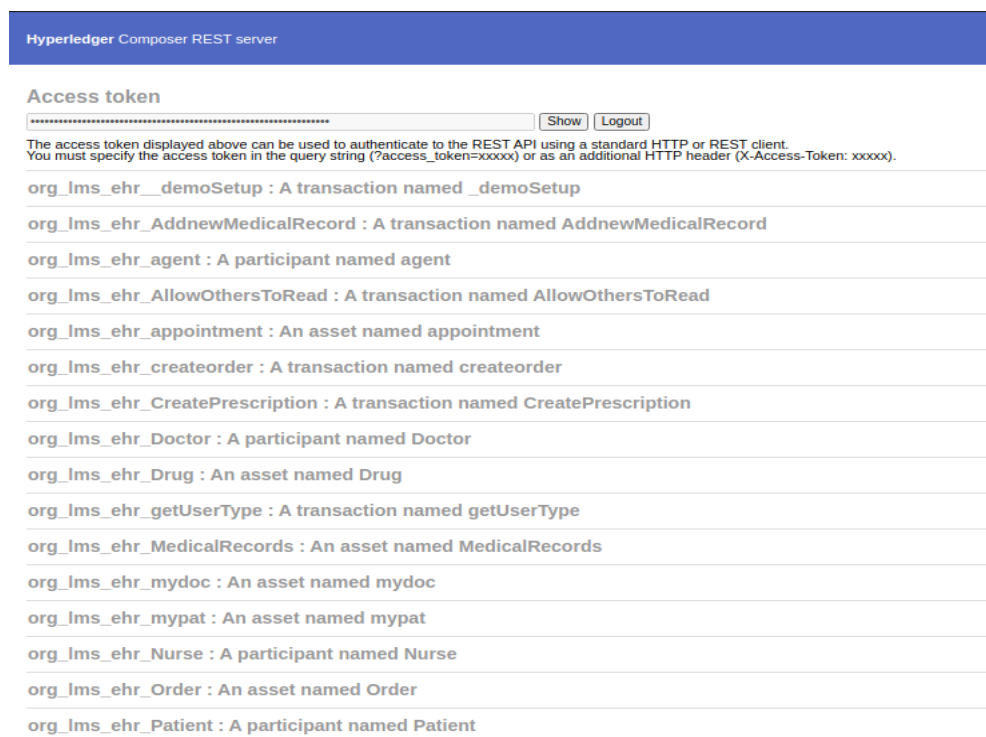 Hyperledger Composer REST server
Access token
Show Logout
The access token displayed above can be used to authenticate to the REST API using a standard HTTP or REST client.
You must specify the access token in the query string (?access_token=xxxxx) or as an additional HTTP header (X-Access-Token: xxxxx).
org_lms_ehr__demoSetup : A transaction named _demoSetup
org_lms_ehr_AddnewMedicalRecord : A transaction named AddnewMedicalRecord
org_lms_ehr_agent : A participant named agent
org_lms_ehr_AllowOthersToRead : A transaction named AllowOthersToRead
org_lms_ehr_appointment : An asset named appointment
org_lms_ehr_createorder : A transaction named createorder
org_lms_ehr_CreatePrescription : A transaction named CreatePrescription
org_lms_ehr_Doctor : A participant named Doctor
org_lms_ehr_Drug : An asset named Drug
org_lms_ehr_getUserType : A transaction named getUserType
org_lms_ehr_MedicalRecords : An asset named MedicalRecords
org_lms_ehr_mydoc : An asset named mydoc
org_lms_ehr_mypat : An asset named mypat
org_lms_ehr_Nurse : A participant named Nurse
org_lms_ehr_Order : An asset named Order
org_lms_ehr_Patient : A participant named Patient